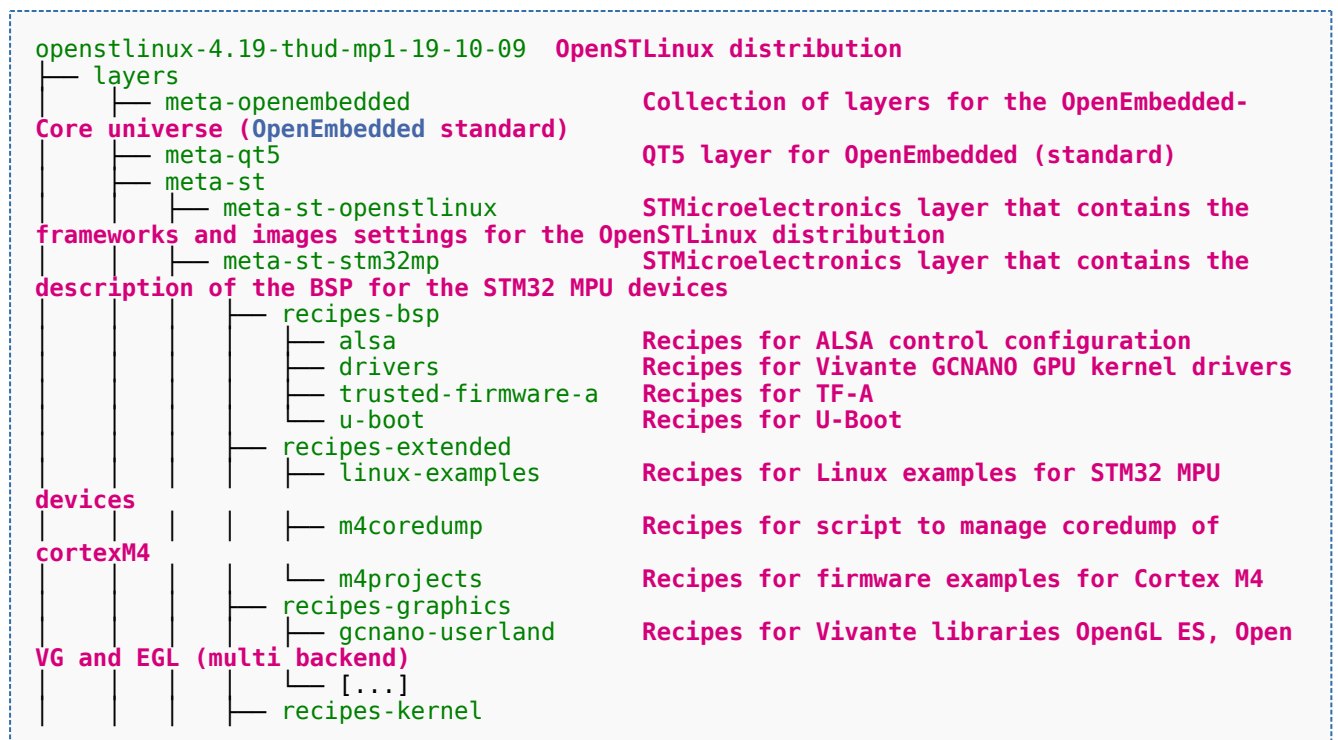 openstlinux-4.19-thud-mp1-19-10-09  OpenSTLinux distribution
├── layers
│    ├── meta-openembedded                Collection of layers for the OpenEmbedded-
Core universe (OpenEmbedded standard)
│    ├── meta-qt5                         QT5 layer for OpenEmbedded (standard)
│    ├── meta-st
│    │   ├── meta-st-openstlinux          STMicroelectronics layer that contains the
frameworks and images settings for the OpenSTLinux distribution
│    │   ├── meta-st-stm32mp              STMicroelectronics layer that contains the
description of the BSP for the STM32 MPU devices
│    │   │   ├── recipes-bsp
│    │   │   │   ├── alsa                 Recipes for ALSA control configuration
│    │   │   │   ├── drivers              Recipes for Vivante GCNANO GPU kernel drivers
│    │   │   │   ├── trusted-firmware-a   Recipes for TF-A
│    │   │   │   └── u-boot               Recipes for U-Boot
│    │   │   ├── recipes-extended
│    │   │   │   ├── linux-examples       Recipes for Linux examples for STM32 MPU
devices
│    │   │   │   ├── m4coredump           Recipes for script to manage coredump of
cortexM4
│    │   │   │   └── m4projects           Recipes for firmware examples for Cortex M4
│    │   │   ├── recipes-graphics
│    │   │   │   ├── gcnano-userland      Recipes for Vivante libraries OpenGL ES, Open
VG and EGL (multi backend)
│    │   │   │   └── [...]
│    │   │   ├── recipes-kernel